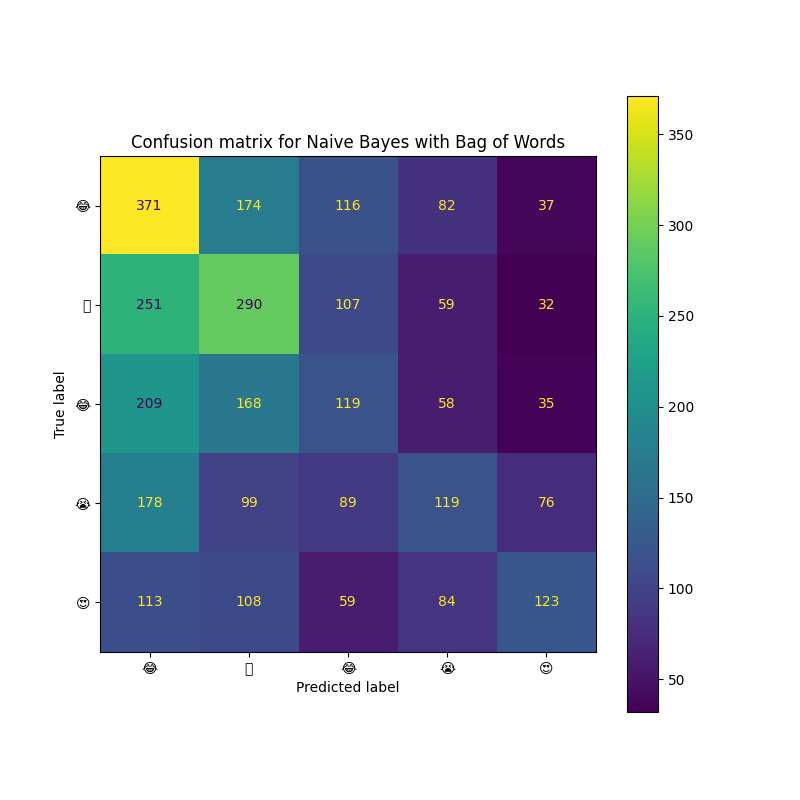 Confusion matrix for Naive Bayes with Bag of Words
True label
😂 371 174 116 82 37
251 290 107 59 32
😂 209 168 119 58 35
😭 178 99 89 119 76
😍 113 108 59 84 123
😂 😂 😭 😍
Predicted label
350
300
250
200
150
100
50